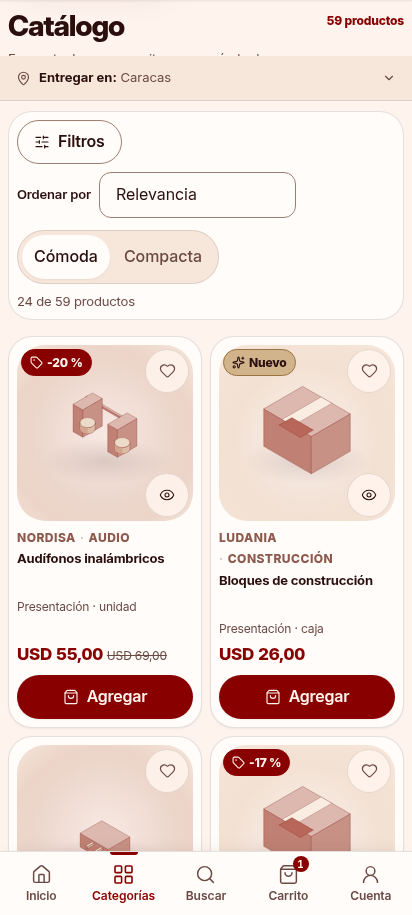 Catálogo
59 productos
Entregar en: Caracas
Filtros
Ordenar por
Relevancia
Cómoda
Compacta
24 de 59 productos
-20 %
Nuevo
NORDISA · AUDIO
Audífonos inalámbricos
Presentación · unidad
USD 55,00 USD 69,00
Agregar
LUDANIA
· CONSTRUCCIÓN
Bloques de construcción
Presentación · caja
USD 26,00
Agregar
-17 %
Inicio
Categorías
Buscar
1
Carrito
Cuenta